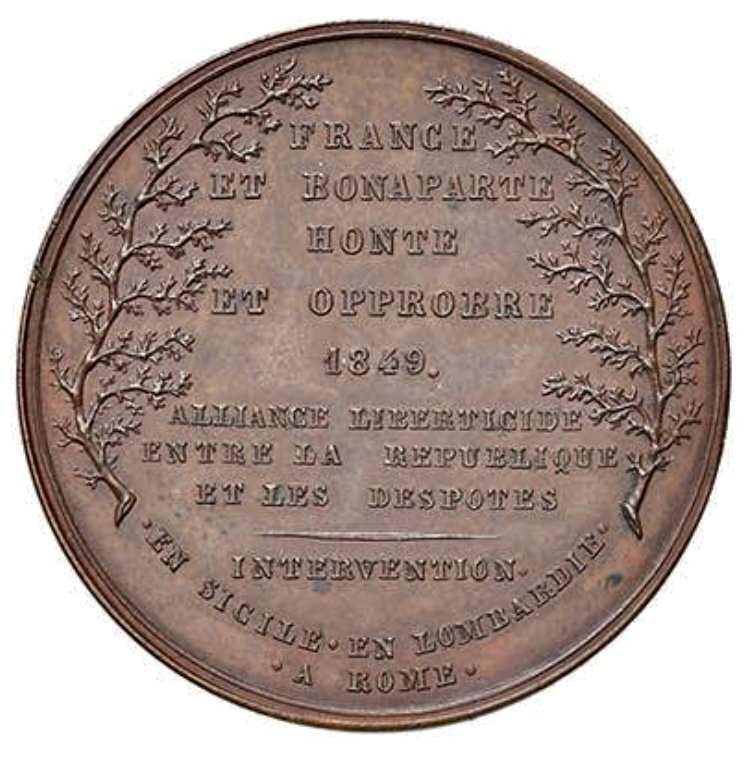 FRANCE
ET BONAPARTE
HONTE
ET OPPROBRE
1849.
ALLIANCE LIBERTICIDE
ENTRE LA REPUBLIQUE
ET LES DESPOTES
INTERVENTION.
· EN SICILE · EN LOMBARDIE ·
· A ROME ·